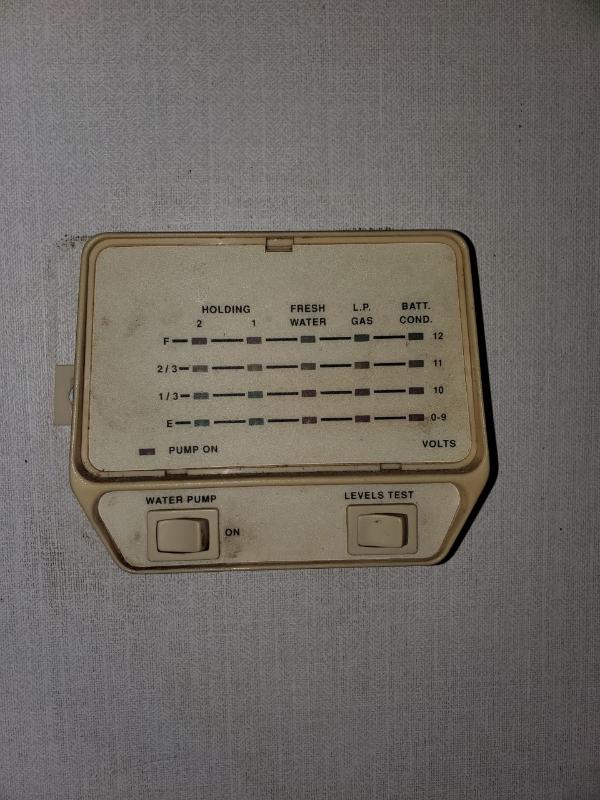 HOLDING FRESH L.P. BATT.
2 1 WATER GAS COND.
F 12
2/3 11
1/3 10
E 0-9
PUMP ON VOLTS
WATER PUMP LEVELS TEST
ON